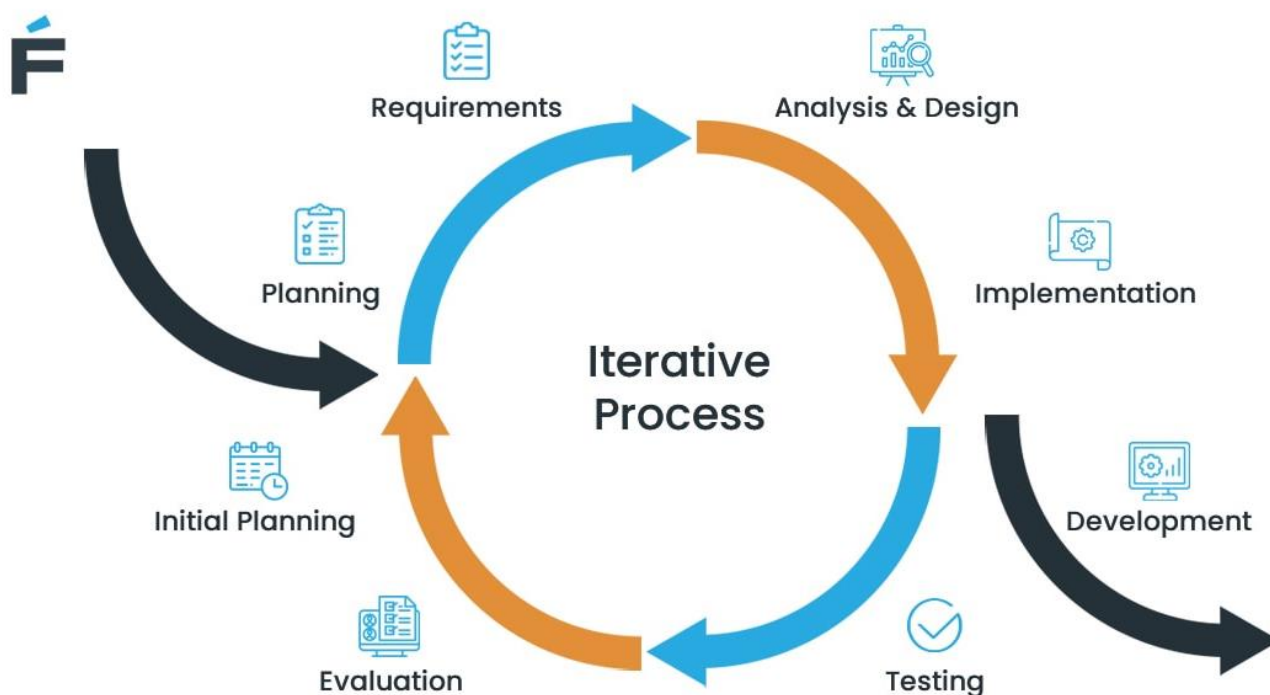 F
Requirements
Analysis & Design
Planning
Implementation
Iterative
Process
Initial Planning
Development
Evaluation
Testing